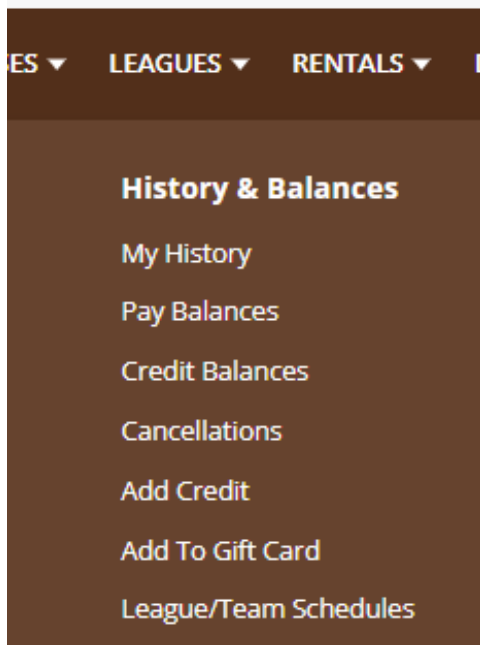 LEAGUES RENTALS
History & Balances
My History
Pay Balances
Credit Balances
Cancellations
Add Credit
Add To Gift Card
League/Team Schedules